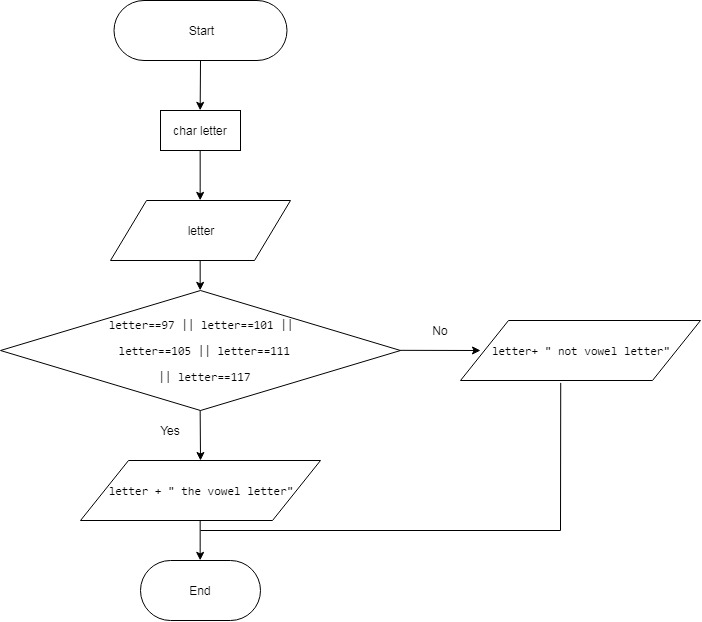 Start
char letter
letter
letter==97 || letter==101 ||
letter==105 || letter==111
|| letter==117
No
letter+ " not vowel letter"
Yes
letter + " the vowel letter"
End